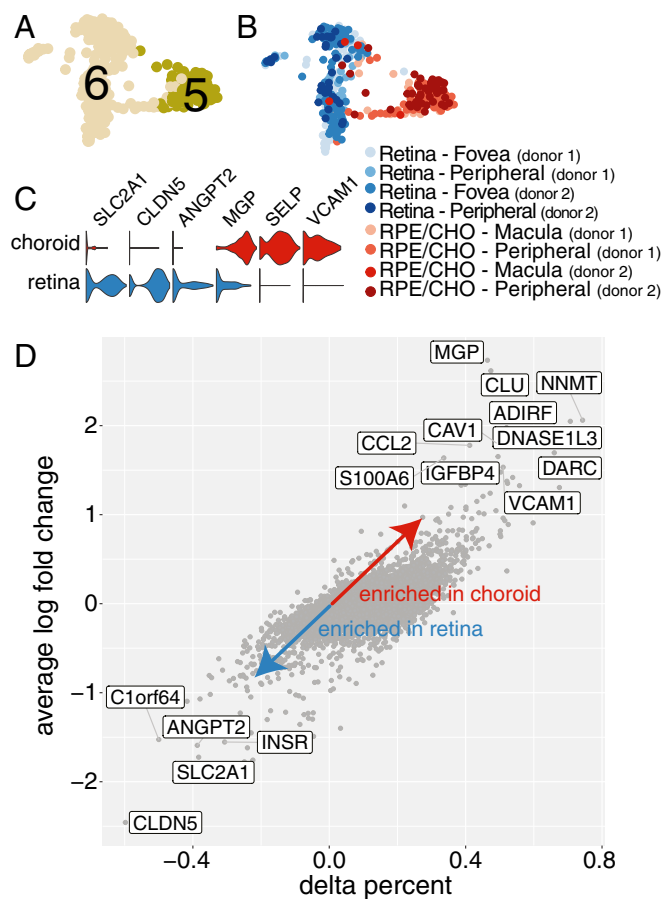 A
B
6
5
Retina - Fovea (donor 1)
Retina - Peripheral (donor 1)
Retina - Fovea (donor 2)
Retina - Peripheral (donor 2)
RPE/CHO - Macula (donor 1)
RPE/CHO - Peripheral (donor 1)
RPE/CHO - Macula (donor 2)
RPE/CHO - Peripheral (donor 2)
C
SLC2A1
CLDN5
ANGPT2
MGP
SELP
VCAM1
choroid
retina
D
MGP
CLU
NNMT
ADIRF
CAV1
DNASE1L3
CCL2
DARC
S100A6
IGFBP4
VCAM1
enriched in choroid
enriched in retina
C1orf64
ANGPT2
INSR
SLC2A1
CLDN5
average log fold change
2
1
0
−1
−2
−0.4
0.0
0.4
0.8
delta percent